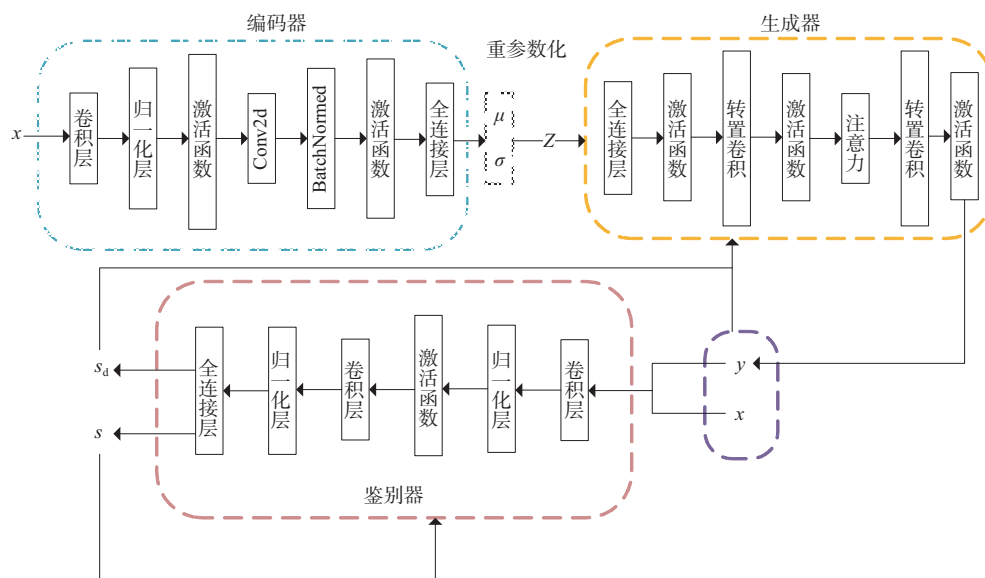 编码器
重参数化
生成器
x
卷积层
归一化层
激活函数
Conv2d
BatchNormed
激活函数
全连接层
μ
σ
Z
全连接层
激活函数
转置卷积
激活函数
注意力
转置卷积
激活函数
s_d
s
全连接层
归一化层
卷积层
激活函数
归一化层
卷积层
y
x
鉴别器